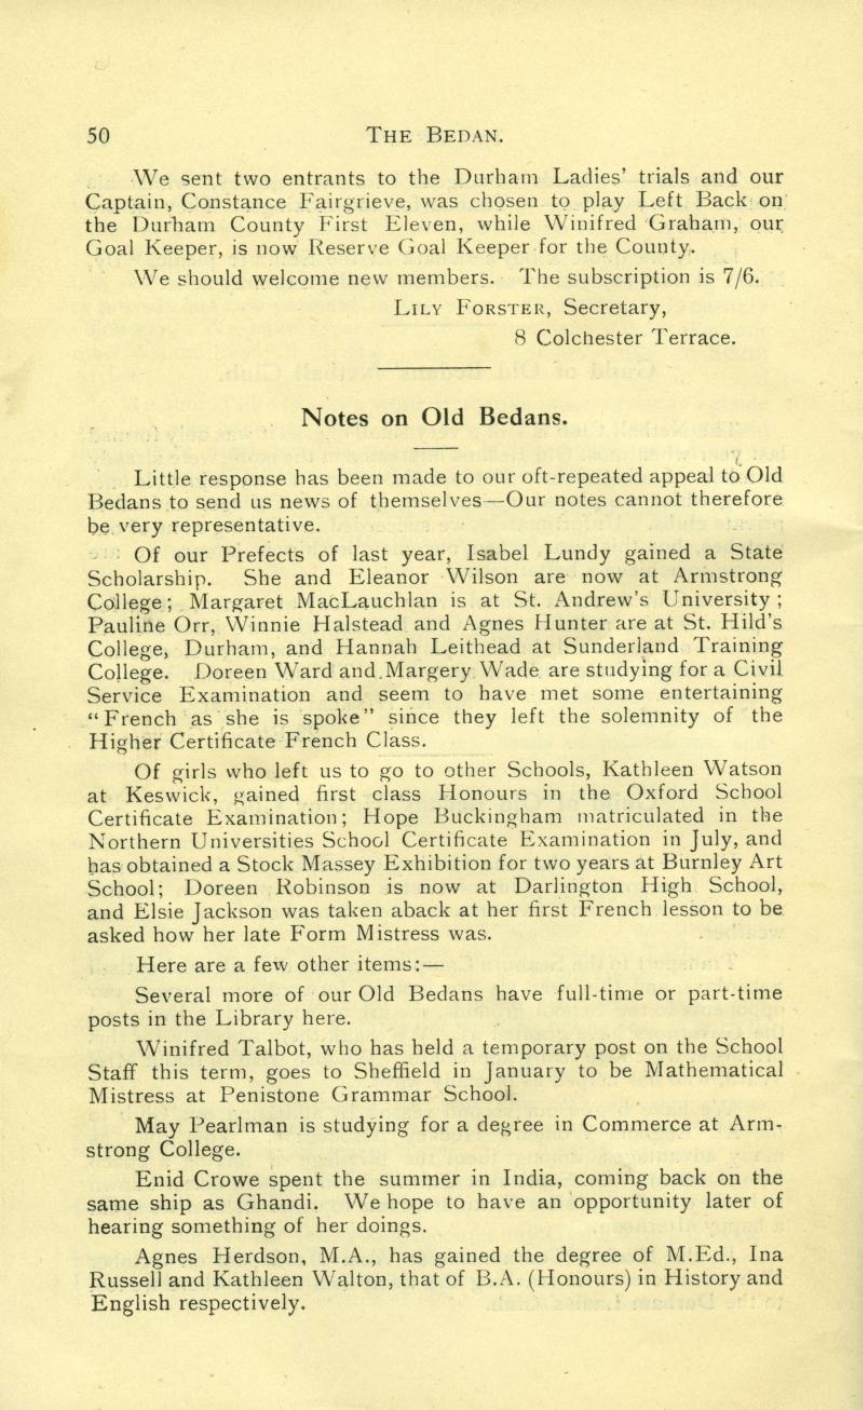 50 THE BEDAN.
We sent two entrants to the Durham Ladies' trials and our
Captain, Constance Fairgrieve, was chosen to play Left Back on
the Durham County First Eleven, while Winifred Graham, our
Goal Keeper, is now Reserve Goal Keeper for the County.
We should welcome new members. The subscription is 7/6.
LILY FORSTER, Secretary,
8 Colchester Terrace.
Notes on Old Bedans.
Little response has been made to our oft-repeated appeal to Old
Bedans to send us news of themselves—Our notes cannot therefore
be very representative.
Of our Prefects of last year, Isabel Lundy gained a State
Scholarship. She and Eleanor Wilson are now at Armstrong
College; Margaret MacLauchlan is at St. Andrew's University;
Pauline Orr, Winnie Halstead and Agnes Hunter are at St. Hild's
College, Durham, and Hannah Leithead at Sunderland Training
College. Doreen Ward and Margery Wade are studying for a Civil
Service Examination and seem to have met some entertaining
"French as she is spoke" since they left the solemnity of the
Higher Certificate French Class.
Of girls who left us to go to other Schools, Kathleen Watson
at Keswick, gained first class Honours in the Oxford School
Certificate Examination; Hope Buckingham matriculated in the
Northern Universities School Certificate Examination in July, and
has obtained a Stock Massey Exhibition for two years at Burnley Art
School; Doreen Robinson is now at Darlington High School,
and Elsie Jackson was taken aback at her first French lesson to be
asked how her late Form Mistress was.
Here are a few other items:—
Several more of our Old Bedans have full-time or part-time
posts in the Library here.
Winifred Talbot, who has held a temporary post on the School
Staff this term, goes to Sheffield in January to be Mathematical
Mistress at Penistone Grammar School.
May Pearlman is studying for a degree in Commerce at Arm-
strong College.
Enid Crowe spent the summer in India, coming back on the
same ship as Ghandi. We hope to have an opportunity later of
hearing something of her doings.
Agnes Herdson, M.A., has gained the degree of M.Ed., Ina
Russell and Kathleen Walton, that of B.A. (Honours) in History and
English respectively.